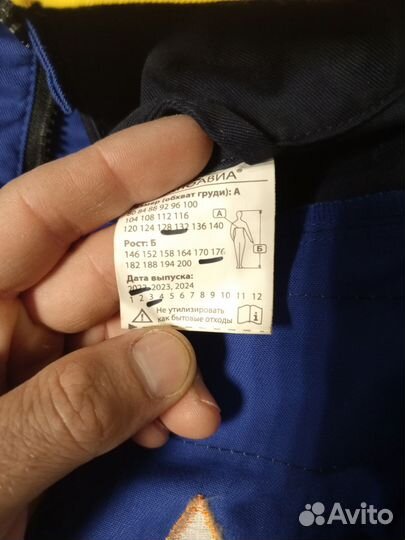 АВИА®
(обхват груди): А
80 84 88 92 96 100
104 108 112 116
120 124 128 132 136 140
Рост: Б
146 152 158 164 170 176
182 188 194 200
Дата выпуска:
2022, 2023, 2024
1 2 3 4 5 6 7 8 9 10 11 12
Не утилизировать
как бытовые отходы
А
Б
i
Avito